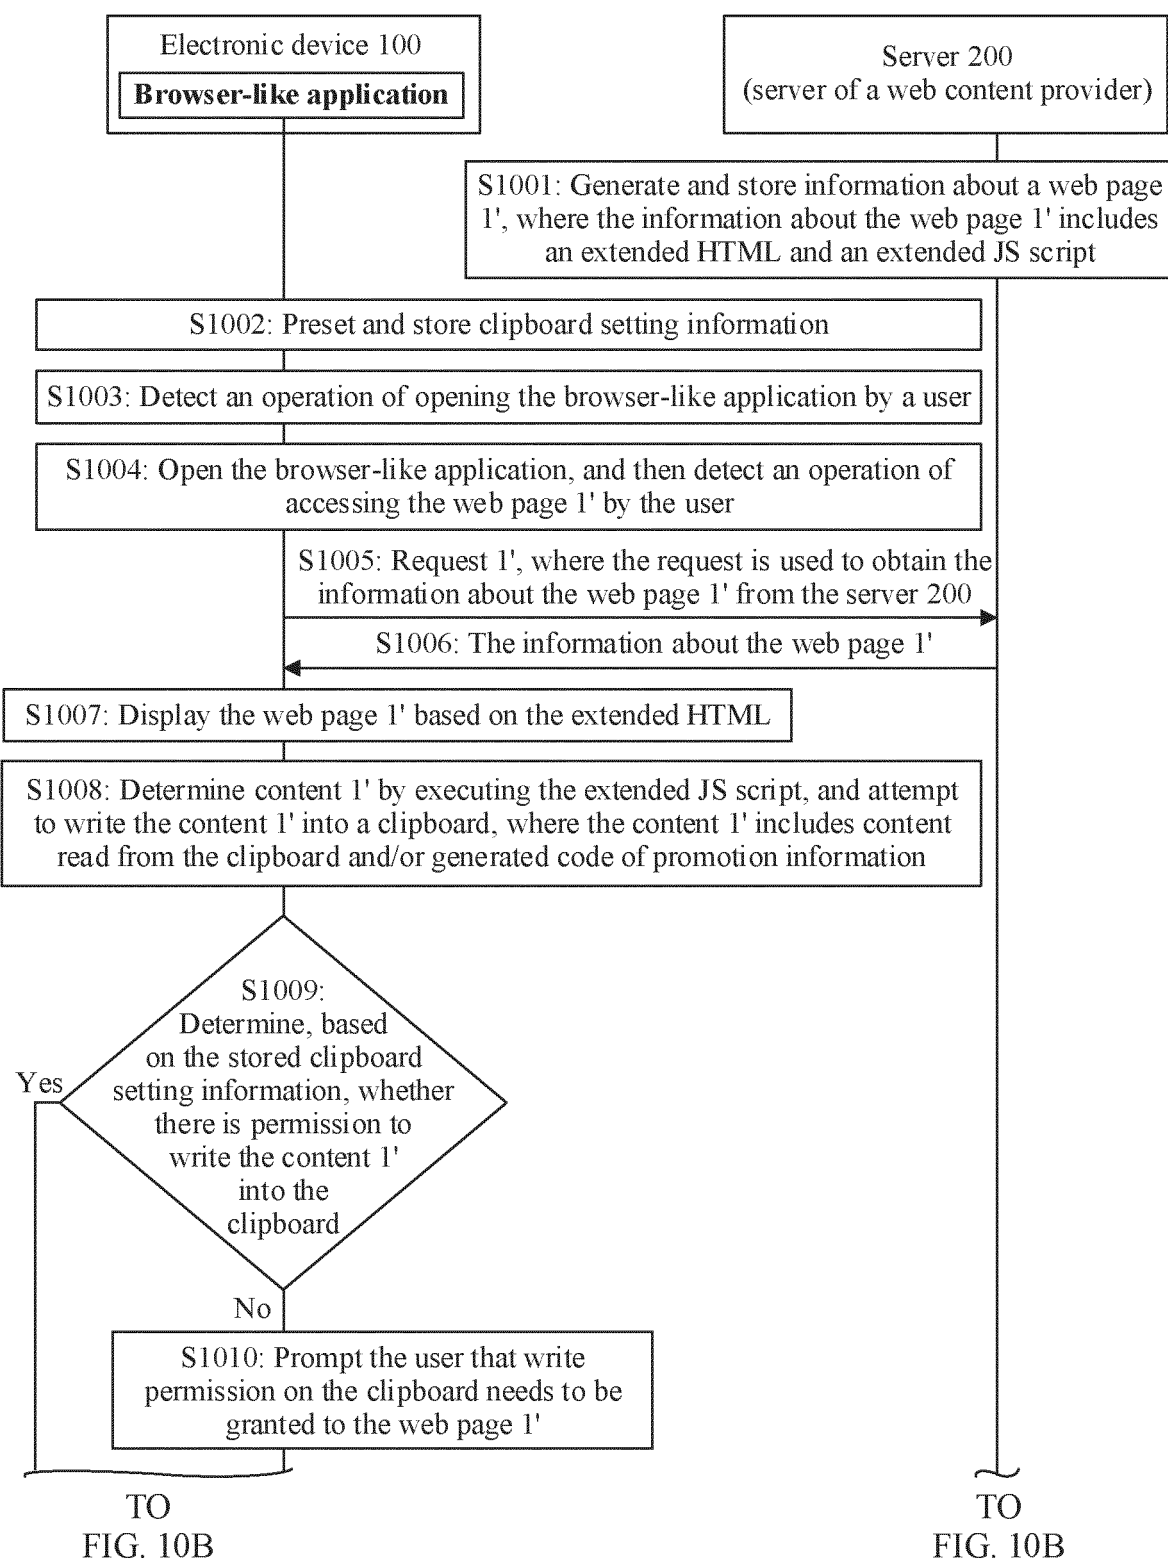 Electronic device 100
Browser-like application
Server 200
(server of a web content provider)
S1001: Generate and store information about a web page
1', where the information about the web page 1' includes
an extended HTML and an extended JS script
S1002: Preset and store clipboard setting information
S1003: Detect an operation of opening the browser-like application by a user
S1004: Open the browser-like application, and then detect an operation of
accessing the web page 1' by the user
S1005: Request 1', where the request is used to obtain the
information about the web page 1' from the server 200
S1006: The information about the web page 1'
S1007: Display the web page 1' based on the extended HTML
S1008: Determine content 1' by executing the extended JS script, and attempt
to write the content 1' into a clipboard, where the content 1' includes content
read from the clipboard and/or generated code of promotion information
S1009:
Determine, based
on the stored clipboard
setting information, whether
there is permission to
write the content 1'
into the
clipboard
Yes
No
S1010: Prompt the user that write
permission on the clipboard needs to be
granted to the web page 1'
TO
FIG. 10B
TO
FIG. 10B